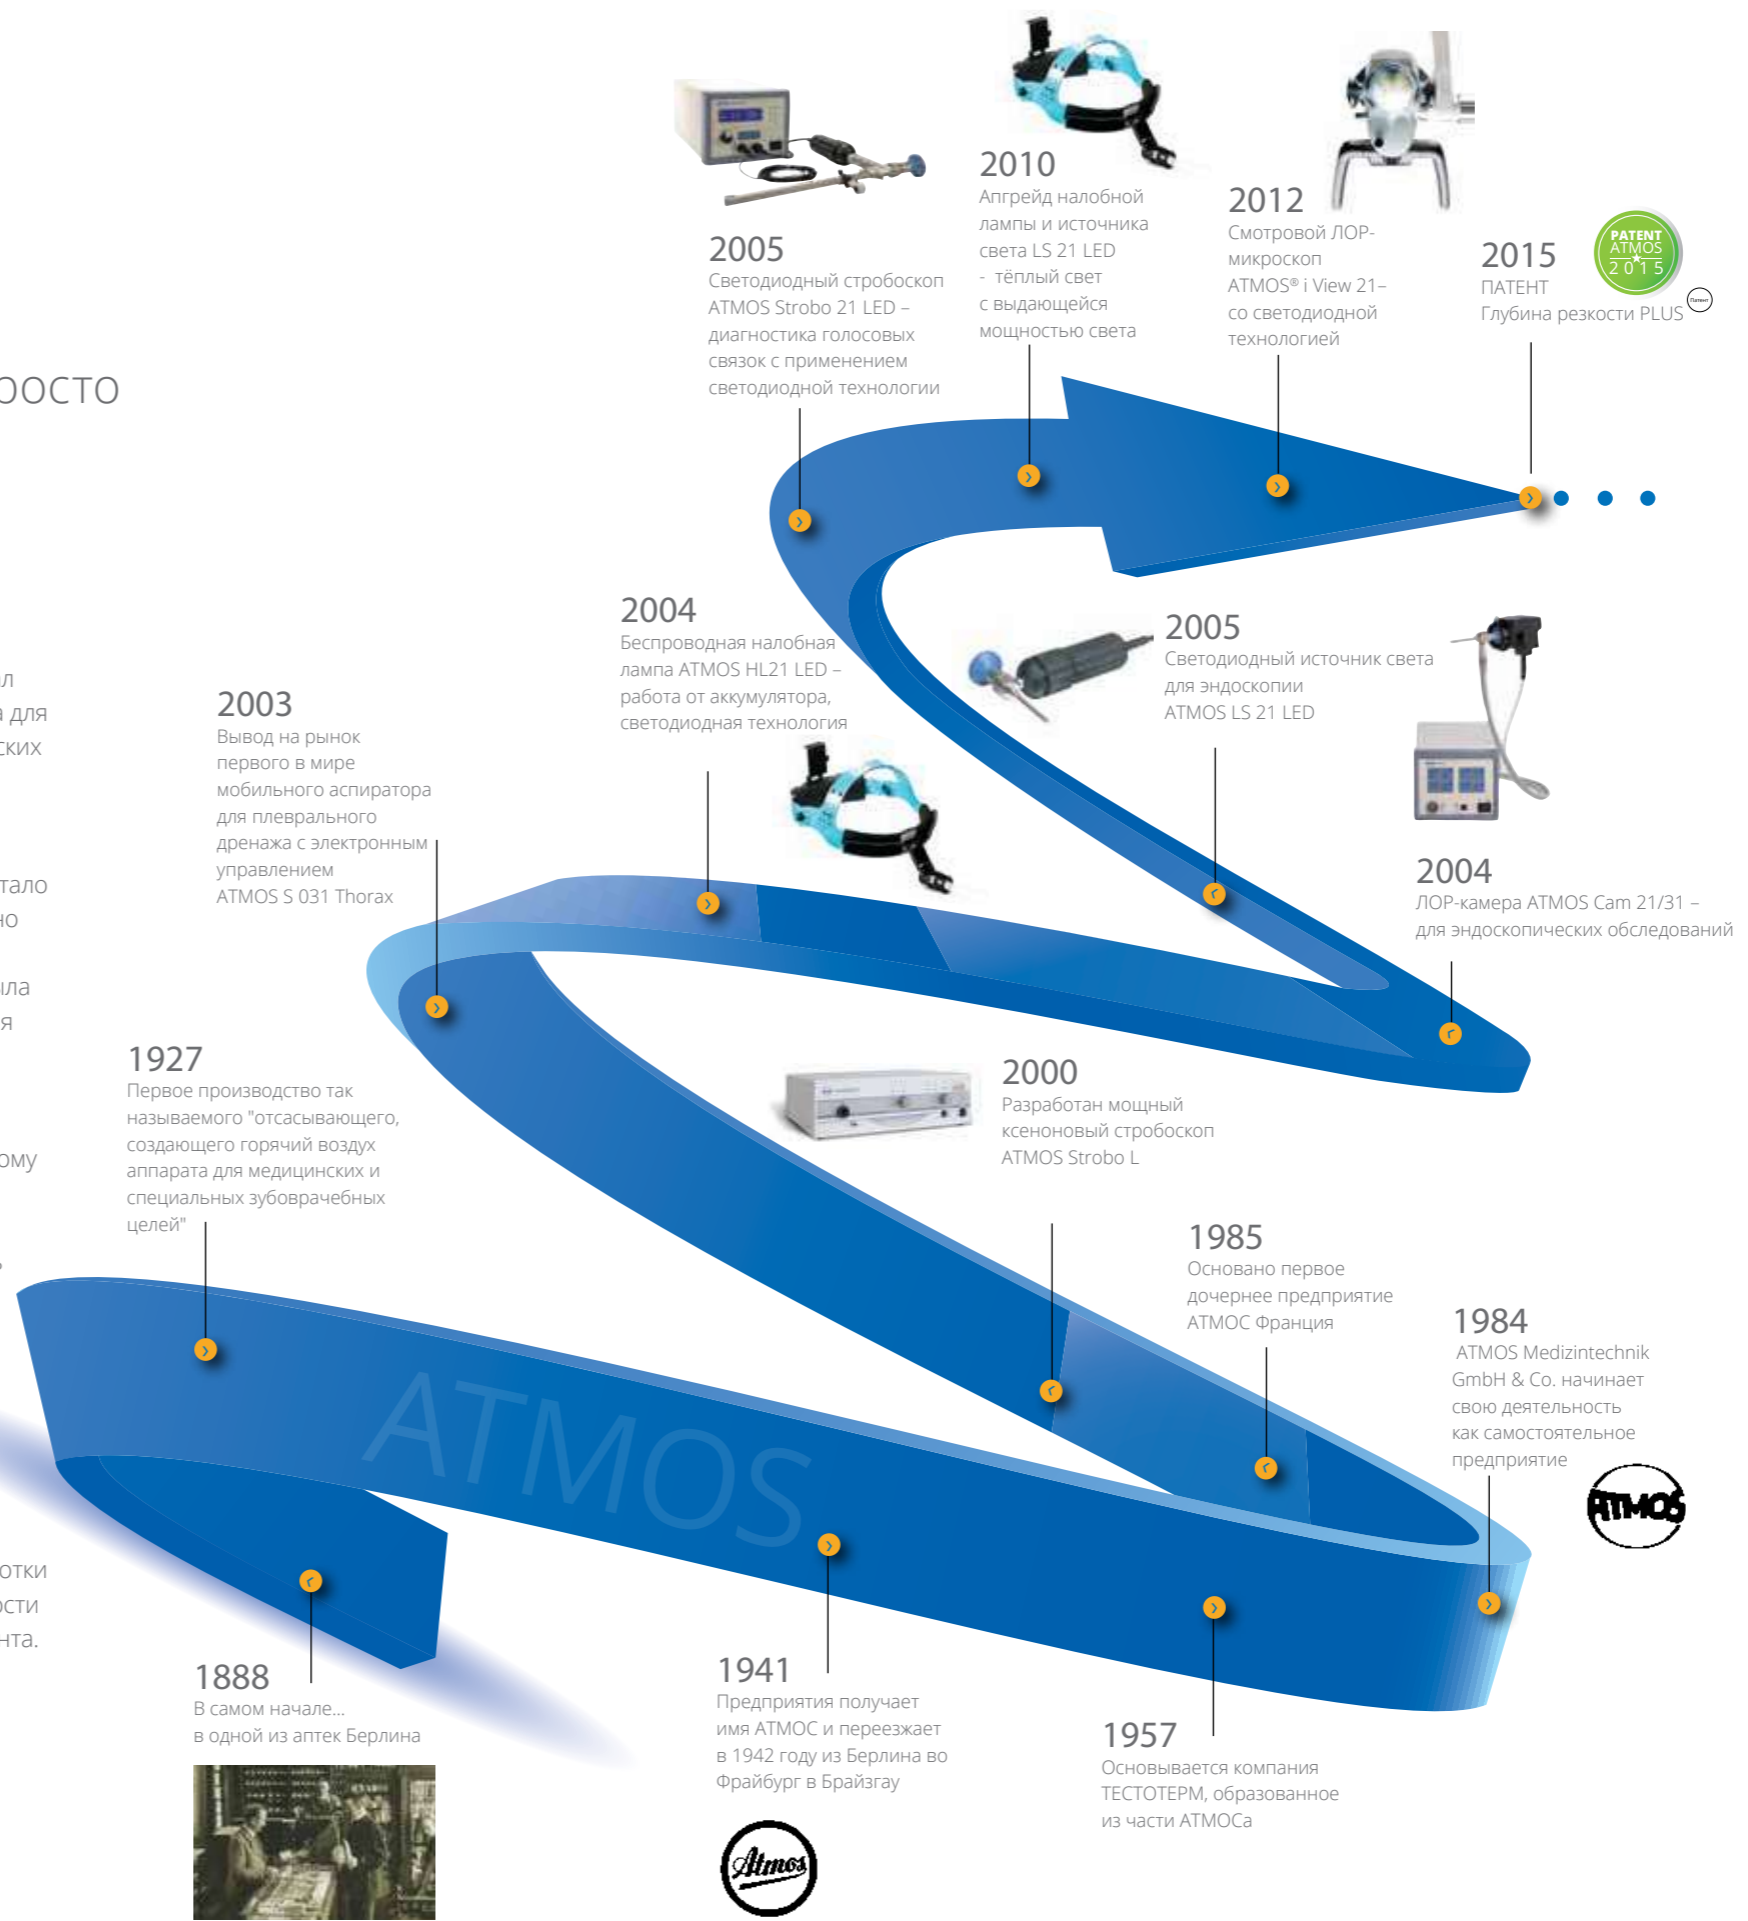 2010
Апгрейд налобной
лампы и источника
света LS 21 LED
- тёплый свет
с выдающейся
мощностью света
2012
Смотровой ЛОР-
микроскоп
ATMOS® i View 21–
со светодиодной
технологией
2005
Светодиодный стробоскоп
ATMOS Strobo 21 LED –
диагностика голосовых
связок с применением
светодиодной технологии
2015
ПАТЕНТ
Глубина резкости PLUS
Патент
PATENT
ATMOS
2015
2004
Беспроводная налобная
лампа ATMOS HL21 LED –
работа от аккумулятора,
светодиодная технология
2005
Светодиодный источник света
для эндоскопии
ATMOS LS 21 LED
2003
Вывод на рынок
первого в мире
мобильного аспиратора
для плеврального
дренажа с электронным
управлением
ATMOS S 031 Thorax
2004
ЛОР-камера ATMOS Cam 21/31 –
для эндоскопических обследований
1927
Первое производство так
называемого "отсасывающего,
создающего горячий воздух
аппарата для медицинских и
специальных зубоврачебных
целей"
2000
Разработан мощный
ксеноновый стробоскоп
ATMOS Strobo L
1985
Основано первое
дочернее предприятие
АТМОС Франция
1984
ATMOS Medizintechnik
GmbH & Co. начинает
свою деятельность
как самостоятельное
предприятие
ATMOS
ATMOS
1888
В самом начале...
в одной из аптек Берлина
1941
Предприятия получает
имя АТМОС и переезжает
в 1942 году из Берлина во
Фрайбург в Брайзгау
Atmos
1957
Основывается компания
ТЕСТОТЕРМ, образованное
из части АТМОСа
для